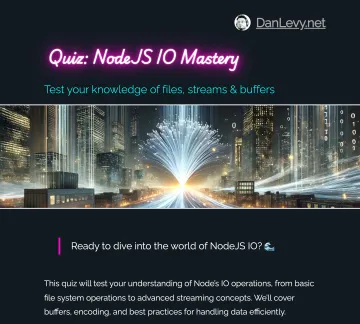 DanLevy.net
Quiz: NodeJS IO Mastery
Test your knowledge of files, streams & buffers
Ready to dive into the world of NodeJS IO? 🌊
This quiz will test your understanding of Node's IO operations, from basic
file system operations to advanced streaming concepts. We'll cover
buffers, encoding, and best practices for handling data efficiently.